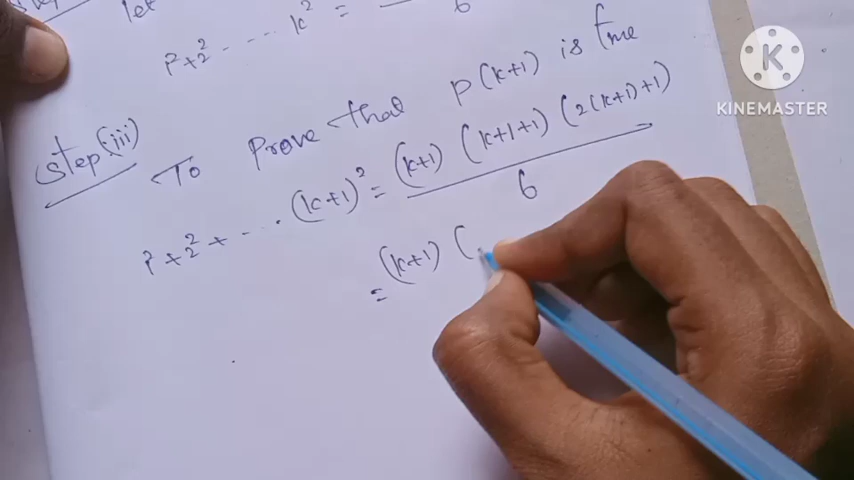 let
1²+2² ---- k² = 6
Step (iii) To Prove that P(k+1) is true
1²+2²+ ---- (k+1)² = (k+1) (k+1+1) (2(k+1)+1)
6
= (k+1) (
K
KINEMASTER